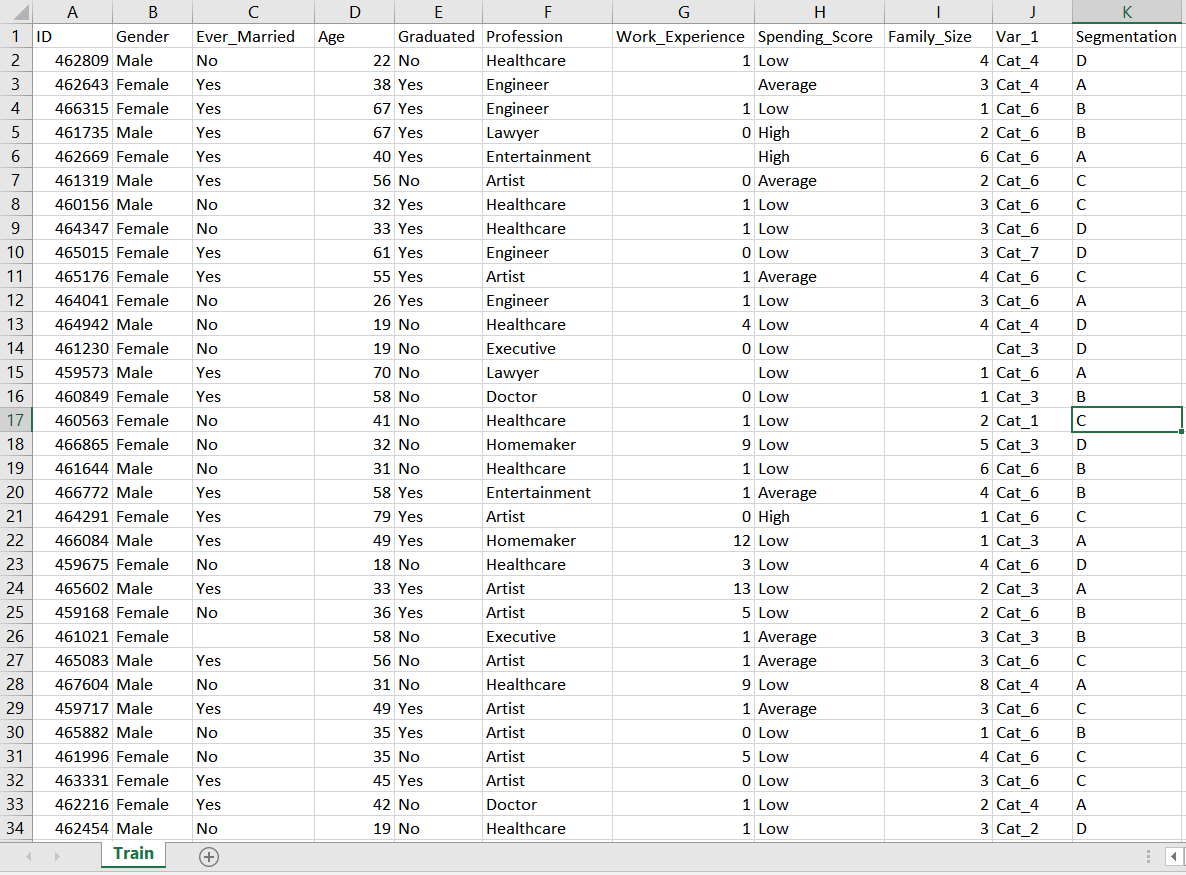 A B C D E F G H I J K
1 ID Gender Ever_Married Age Graduated Profession Work_Experience Spending_Score Family_Size Var_1 Segmentation
2 462809 Male No 22 No Healthcare 1 Low 4 Cat_4 D
3 462643 Female Yes 38 Yes Engineer Average 3 Cat_4 A
4 466315 Female Yes 67 Yes Engineer 1 Low 1 Cat_6 B
5 461735 Male Yes 67 Yes Lawyer 0 High 2 Cat_6 B
6 462669 Female Yes 40 Yes Entertainment High 6 Cat_6 A
7 461319 Male Yes 56 No Artist 0 Average 2 Cat_6 C
8 460156 Male No 32 Yes Healthcare 1 Low 3 Cat_6 C
9 464347 Female No 33 Yes Healthcare 1 Low 3 Cat_6 D
10 465015 Female Yes 61 Yes Engineer 0 Low 3 Cat_7 D
11 465176 Female Yes 55 Yes Artist 1 Average 4 Cat_6 C
12 464041 Female No 26 Yes Engineer 1 Low 3 Cat_6 A
13 464942 Male No 19 No Healthcare 4 Low 4 Cat_4 D
14 461230 Female No 19 No Executive 0 Low Cat_3 D
15 459573 Male Yes 70 No Lawyer Low 1 Cat_6 A
16 460849 Female Yes 58 No Doctor 0 Low 1 Cat_3 B
17 460563 Female No 41 No Healthcare 1 Low 2 Cat_1 C
18 466865 Female No 32 No Homemaker 9 Low 5 Cat_3 D
19 461644 Male No 31 No Healthcare 1 Low 6 Cat_6 B
20 466772 Male Yes 58 Yes Entertainment 1 Average 4 Cat_6 B
21 464291 Female Yes 79 Yes Artist 0 High 1 Cat_6 C
22 466084 Male Yes 49 Yes Homemaker 12 Low 1 Cat_3 A
23 459675 Female No 18 No Healthcare 3 Low 4 Cat_6 D
24 465602 Male Yes 33 Yes Artist 13 Low 2 Cat_3 A
25 459168 Female No 36 Yes Artist 5 Low 2 Cat_6 B
26 461021 Female 58 No Executive 1 Average 3 Cat_3 B
27 465083 Male Yes 56 No Artist 1 Average 3 Cat_6 C
28 467604 Male No 31 No Healthcare 9 Low 8 Cat_4 A
29 459717 Male Yes 49 Yes Artist 1 Average 3 Cat_6 C
30 465882 Male No 35 Yes Artist 0 Low 1 Cat_6 B
31 461996 Female No 35 No Artist 5 Low 4 Cat_6 C
32 463331 Female Yes 45 Yes Artist 0 Low 3 Cat_6 C
33 462216 Female Yes 42 No Doctor 1 Low 2 Cat_4 A
34 462454 Male No 19 No Healthcare 1 Low 3 Cat_2 D
Train